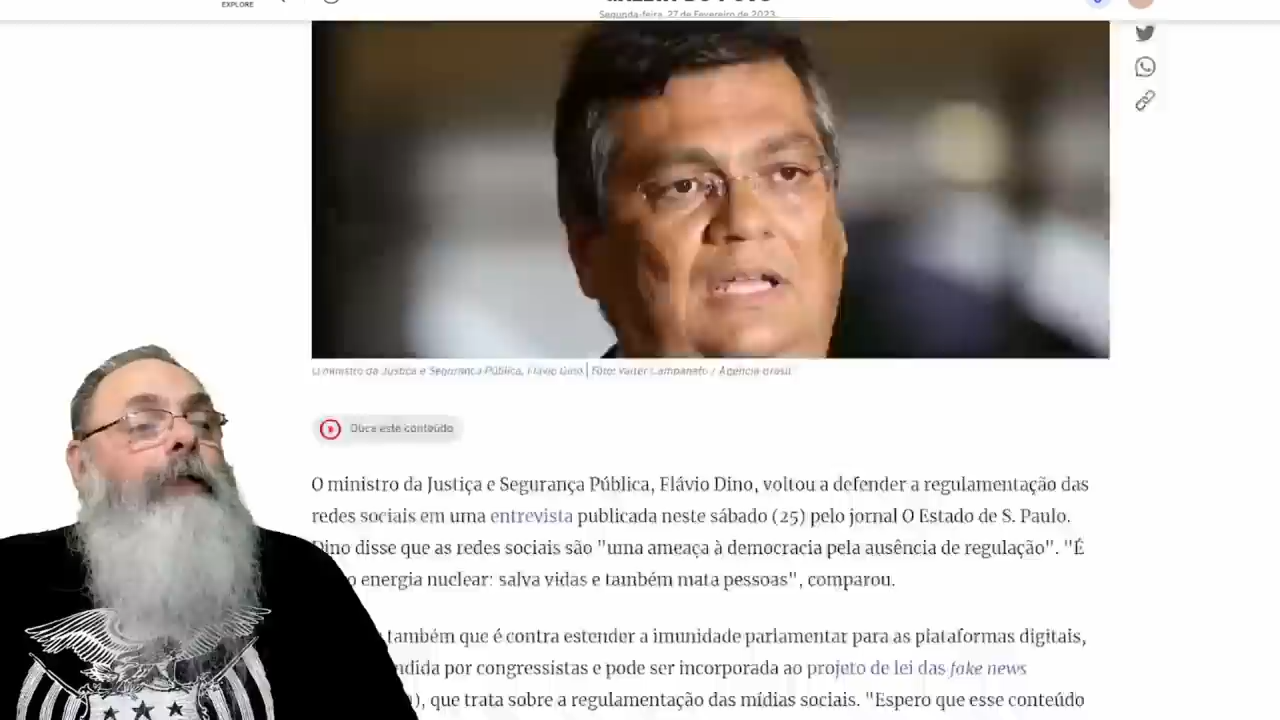 EXPLORE
Segunda-feira, 27 de Fevereiro de 2023.
O ministro da Justiça e Segurança Pública, Flávio Dino. | Foto: Valter Campanato / Agência Brasil
Ouça este conteúdo
O ministro da Justiça e Segurança Pública, Flávio Dino, voltou a defender a regulamentação das
redes sociais em uma entrevista publicada neste sábado (25) pelo jornal O Estado de S. Paulo.
Dino disse que as redes sociais são "uma ameaça à democracia pela ausência de regulação". "É
energia nuclear: salva vidas e também mata pessoas", comparou.
também que é contra estender a imunidade parlamentar para as plataformas digitais,
por congressistas e pode ser incorporada ao projeto de lei das fake news
que trata sobre a regulamentação das mídias sociais. "Espero que esse conteúdo